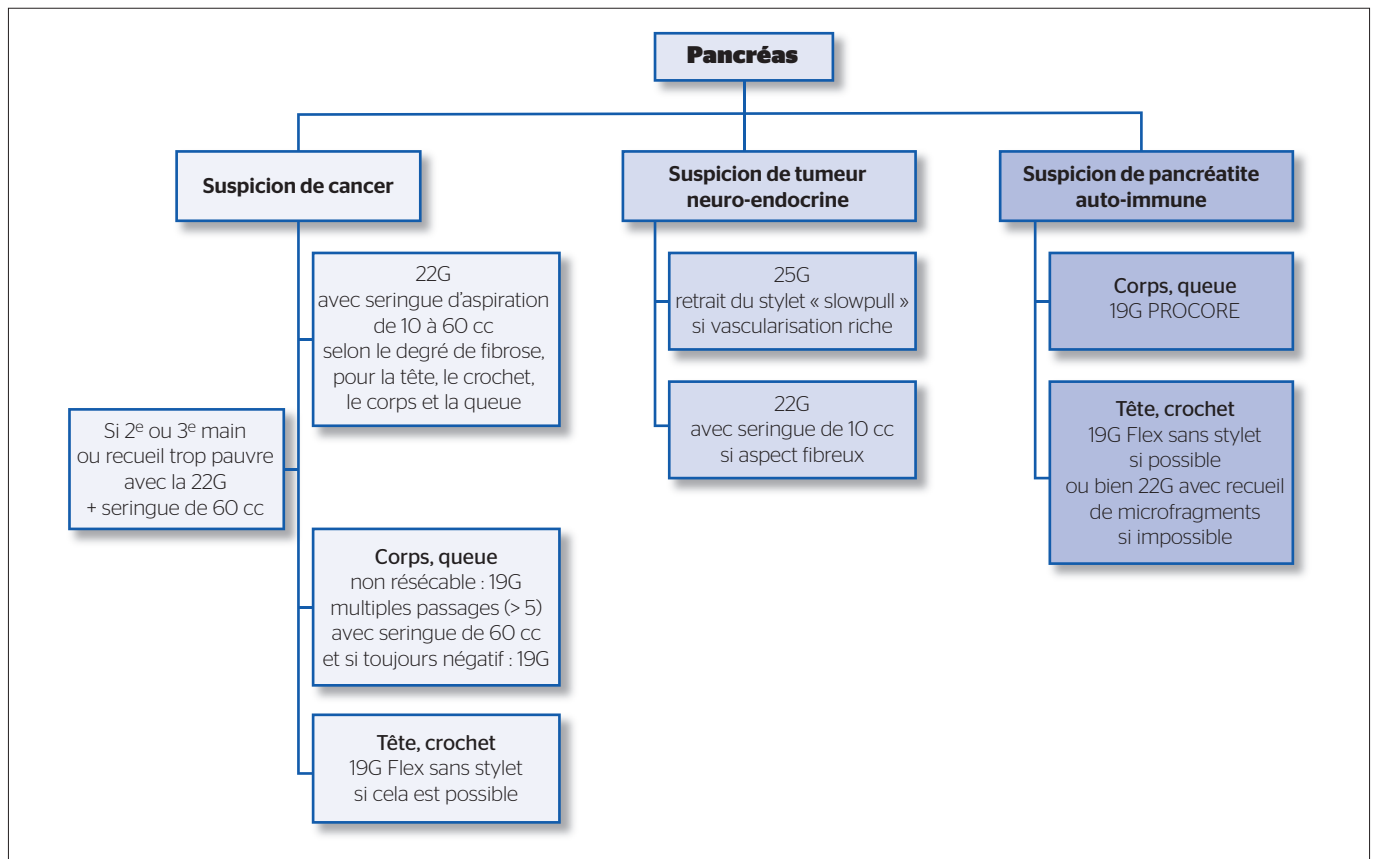 Pancréas
Suspicion de cancer
22G
avec seringue d’aspiration
de 10 à 60 cc
selon le degré de fibrose,
pour la tête, le crochet,
le corps et la queue
Si 2e ou 3e main
ou recueil trop pauvre
avec la 22G
+ seringue de 60 cc
Corps, queue
non résécable : 19G
multiples passages (> 5)
avec seringue de 60 cc
et si toujours négatif : 19G
Tête, crochet
19G Flex sans stylet
si cela est possible
Suspicion de tumeur
neuro-endocrine
25G
retrait du stylet « slowpull »
si vascularisation riche
22G
avec seringue de 10 cc
si aspect fibreux
Suspicion de pancréatite
auto-immune
Corps, queue
19G PROCORE
Tête, crochet
19G Flex sans stylet
si possible
ou bien 22G avec recueil
de microfragments
si impossible